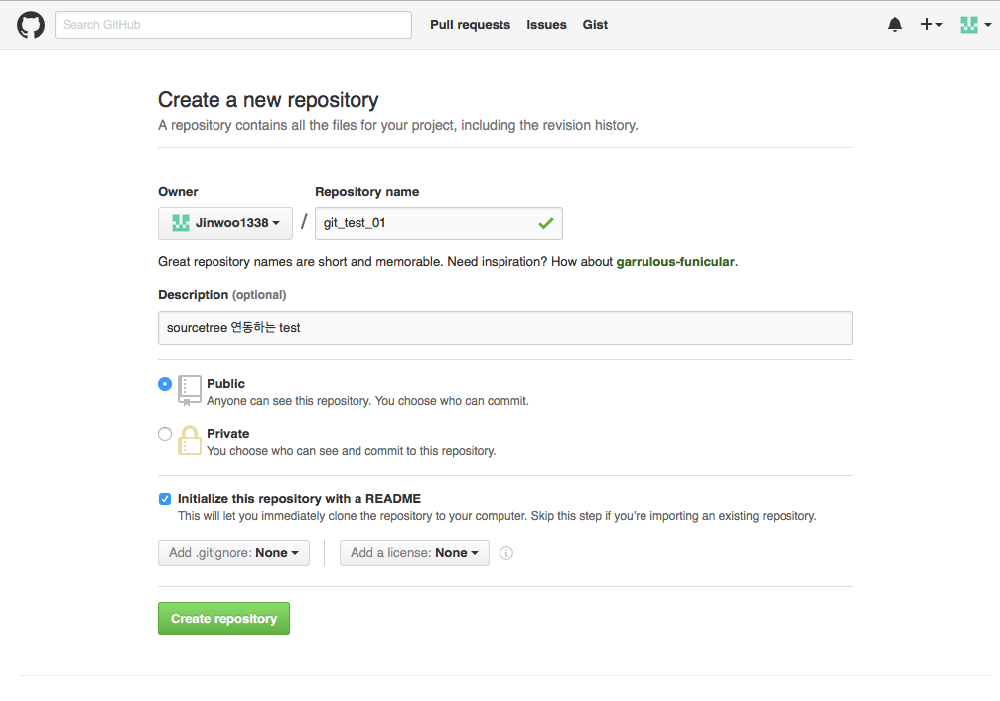 Search GitHub Pull requests Issues Gist
Create a new repository
A repository contains all the files for your project, including the revision history.
Owner Repository name
Jinwoo1338 / git_test_01
Great repository names are short and memorable. Need inspiration? How about garrulous-funicular.
Description (optional)
sourcetree 연동하는 test
Public
Anyone can see this repository. You choose who can commit.
Private
You choose who can see and commit to this repository.
Initialize this repository with a README
This will let you immediately clone the repository to your computer. Skip this step if you're importing an existing repository.
Add .gitignore: None Add a license: None
Create repository